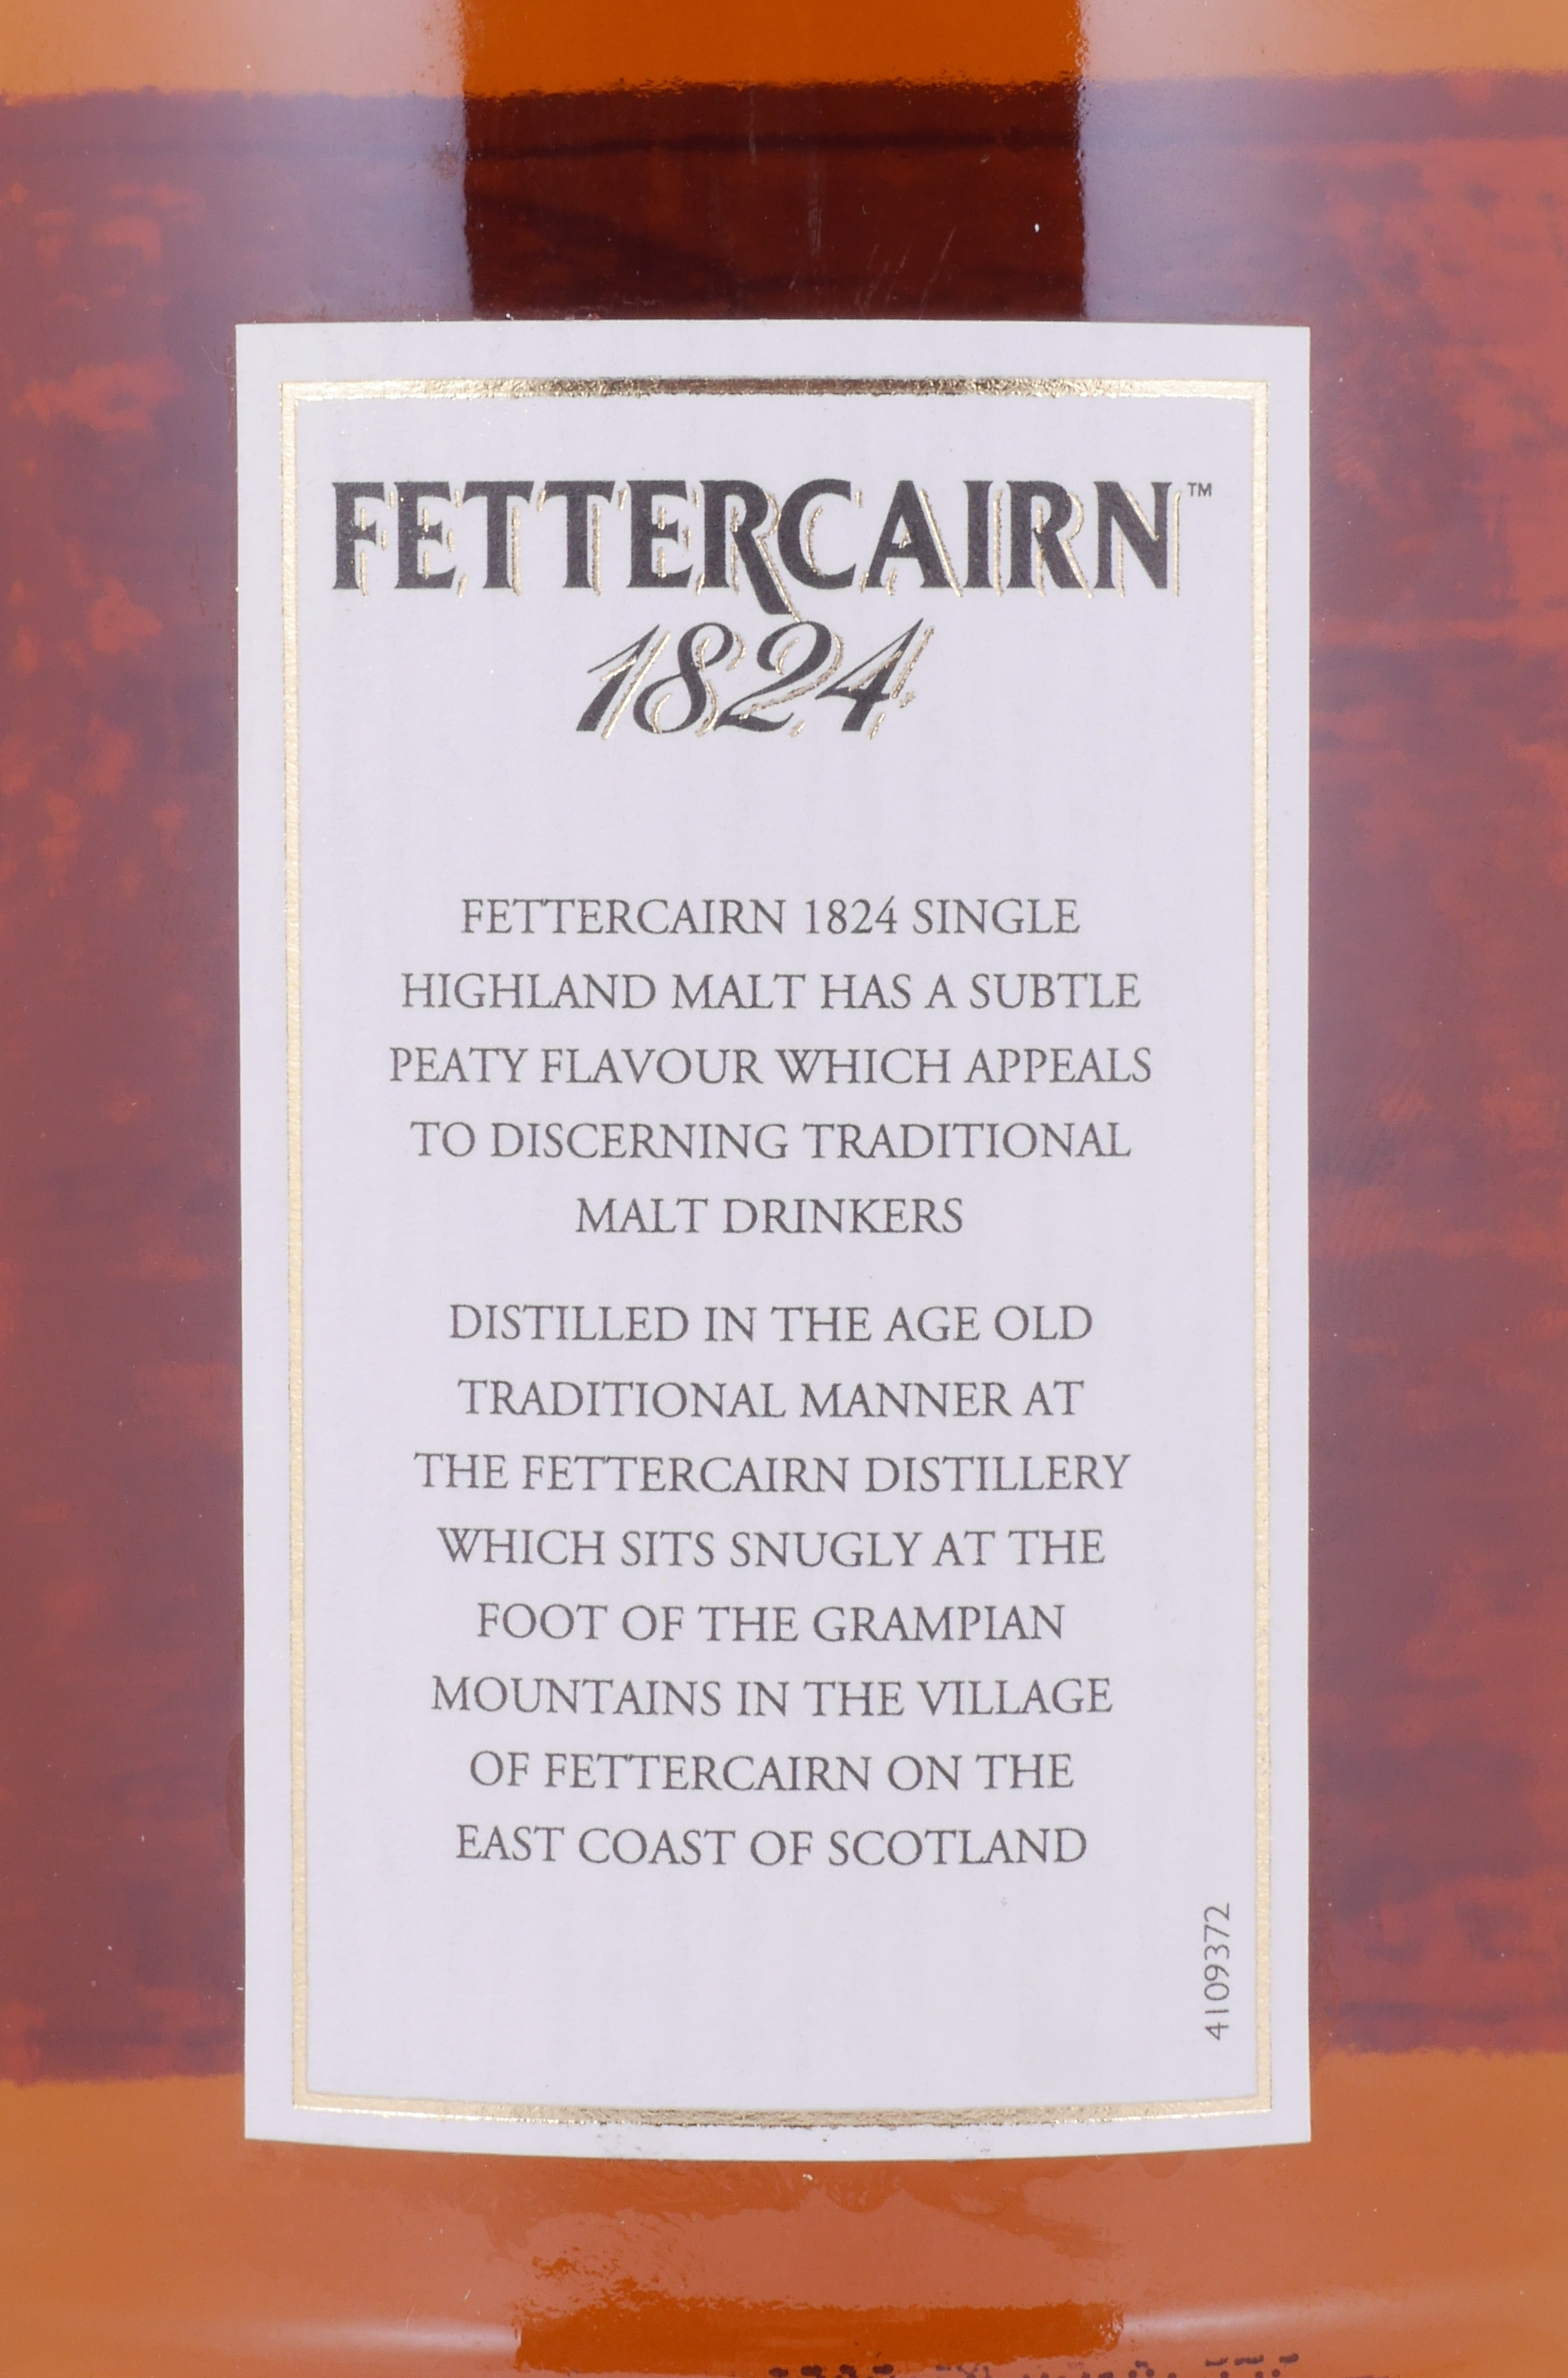 FETTERCAIRN™
1824
FETTERCAIRN 1824 SINGLE
HIGHLAND MALT HAS A SUBTLE
PEATY FLAVOUR WHICH APPEALS
TO DISCERNING TRADITIONAL
MALT DRINKERS
DISTILLED IN THE AGE OLD
TRADITIONAL MANNER AT
THE FETTERCAIRN DISTILLERY
WHICH SITS SNUGLY AT THE
FOOT OF THE GRAMPIAN
MOUNTAINS IN THE VILLAGE
OF FETTERCAIRN ON THE
EAST COAST OF SCOTLAND
4109372